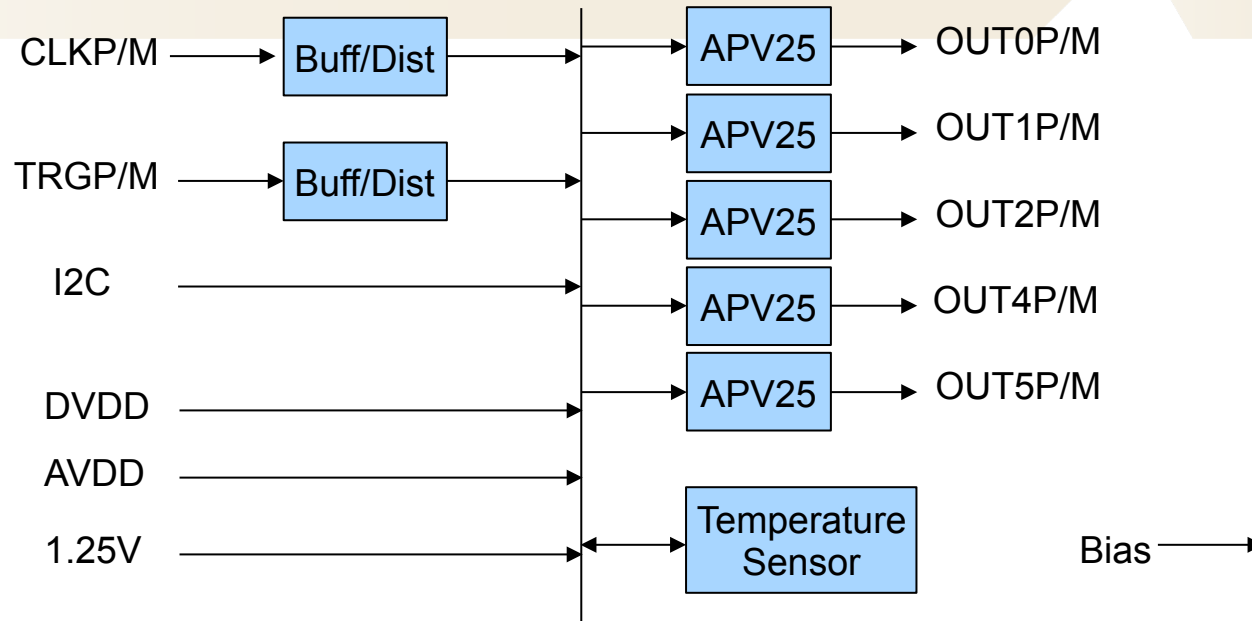 CLKP/M
Buff/Dist
APV25
OUT0P/M
APV25
OUT1P/M
TRGP/M
Buff/Dist
APV25
OUT2P/M
I2C
APV25
OUT4P/M
DVDD
APV25
OUT5P/M
AVDD
1.25V
Temperature
Sensor
Bias